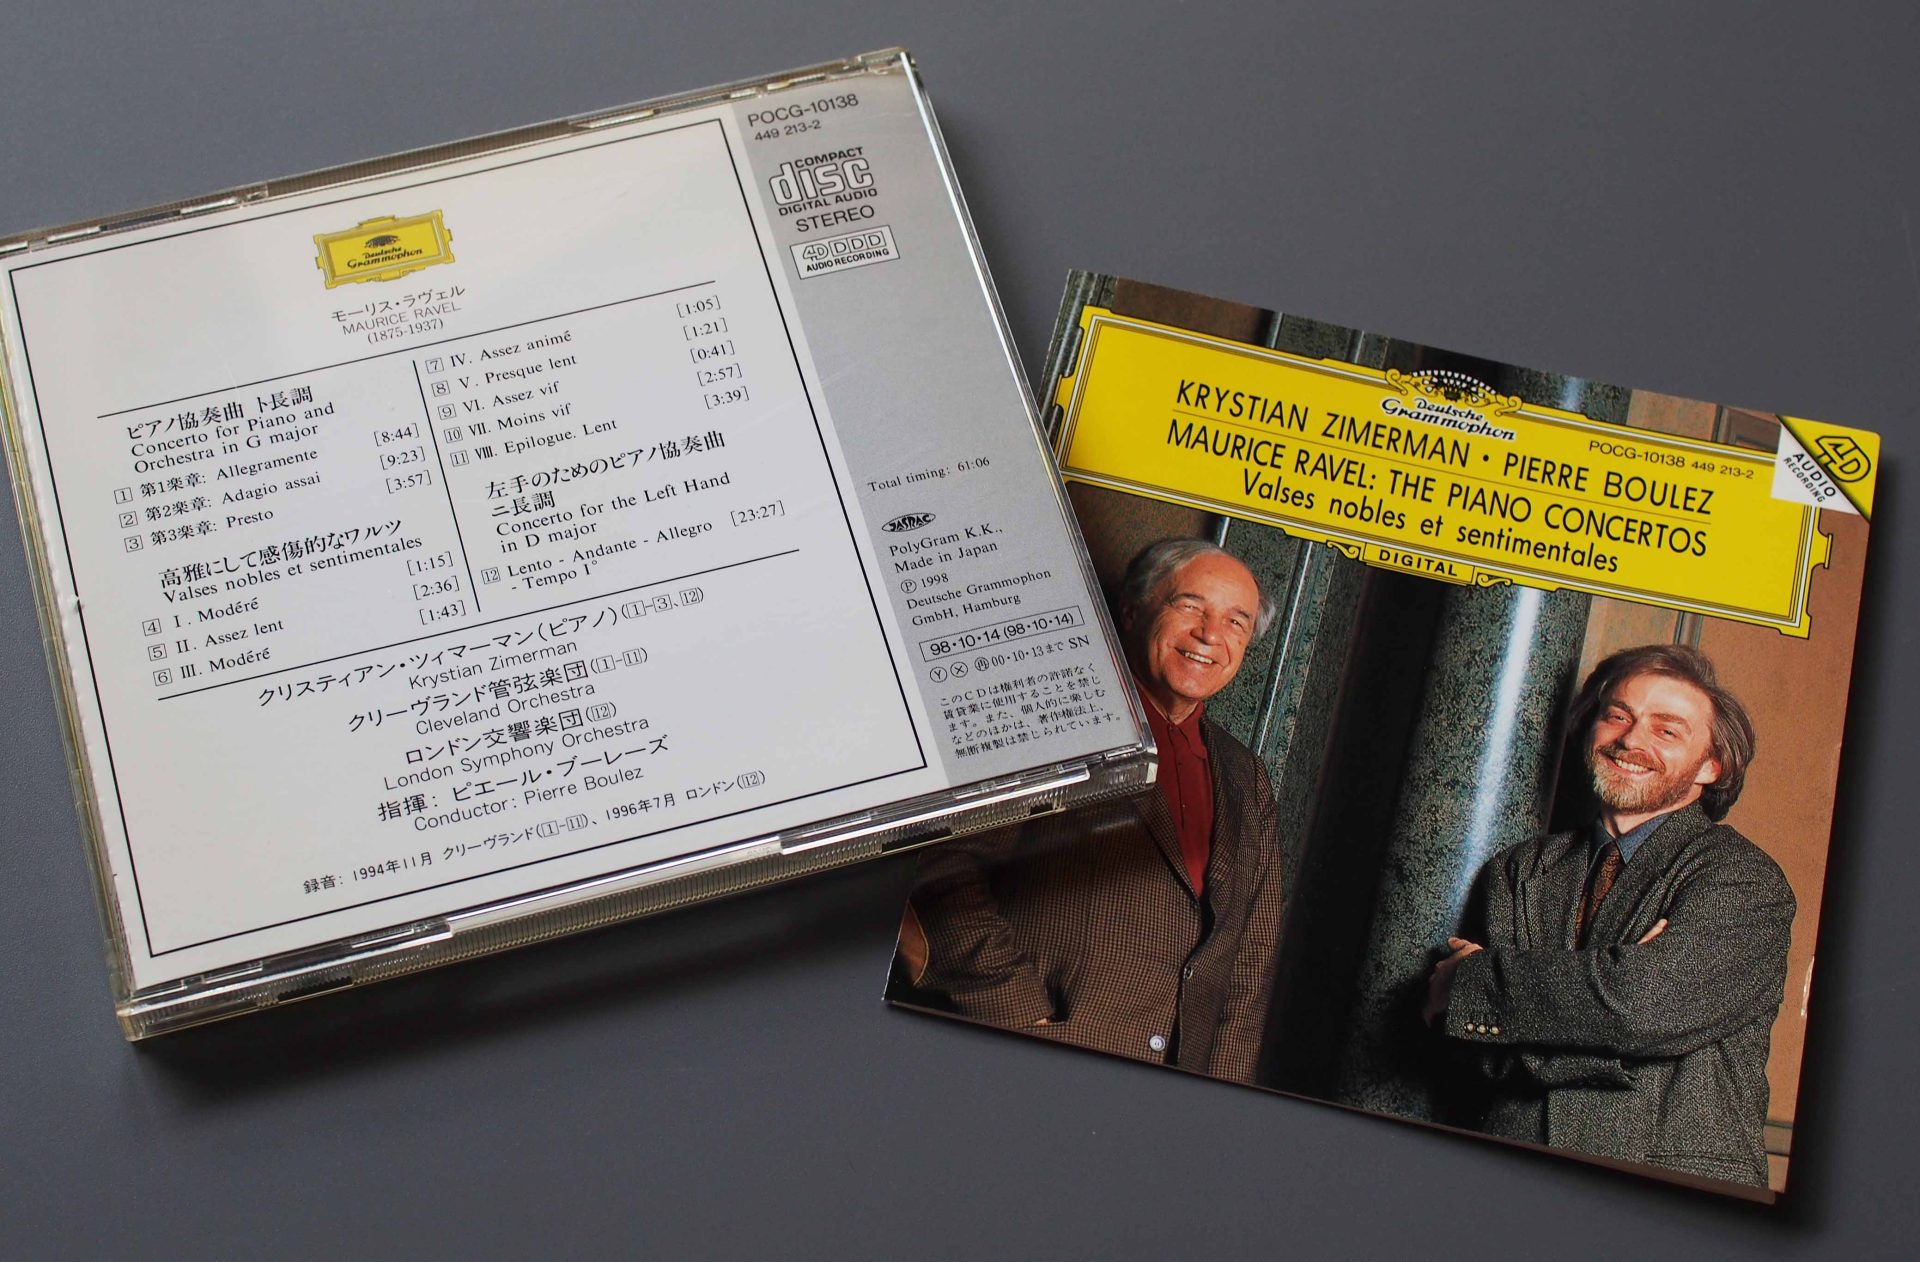 Deutsche
Grammophon
モーリス・ラヴェル
MAURICE RAVEL
(1875-1937)
ピアノ協奏曲 ト長調
Concerto for Piano and
Orchestra in G major
1 第1楽章: Allegramente [8:44]
2 第2楽章: Adagio assai [9:23]
3 第3楽章: Presto [3:57]
高雅にして感傷的なワルツ
Valses nobles et sentimentales
4 I. Modéré [1:15]
5 II. Assez lent [2:36]
6 III. Modéré [1:43]
7 IV. Assez animé [1:05]
8 V. Presque lent [1:21]
9 VI. Assez vif [0:41]
10 VII. Moins vif [2:57]
11 VIII. Epilogue. Lent [3:39]
左手のためのピアノ協奏曲
ニ長調
Concerto for the Left Hand
in D major
12 Lento - Andante - Allegro [23:27]
- Tempo I°
クリスティアン・ツィマーマン(ピアノ)(1-3、12)
Krystian Zimerman
クリーヴランド管弦楽団(1-11)
Cleveland Orchestra
ロンドン交響楽団(12)
London Symphony Orchestra
指揮: ピエール・ブーレーズ
Conductor: Pierre Boulez
録音: 1994年11月 クリーヴランド(1-11)、1996年7月 ロンドン(12)
POCG-10138
449 213-2
COMPACT
disc
DIGITAL AUDIO
STEREO
4D DDD
AUDIO RECORDING
Total timing: 61:06
JASRAC
PolyGram K.K.,
Made in Japan
Ⓟ 1998
Deutsche Grammophon
GmbH, Hamburg
98・10・14 (98・10・14)
Ⓨ Ⓧ 再 00・10・13まで SN
このCDは権利者の許諾なく
賃貸業に使用することを禁じ
ます。また、個人的に楽しむ
などのほかは、著作権法上、
無断複製は禁じられています。
Deutsche
Grammophon
POCG-10138 449 213-2
KRYSTIAN ZIMERMAN・PIERRE BOULEZ
MAURICE RAVEL: THE PIANO CONCERTOS
Valses nobles et sentimentales
DIGITAL
4D
AUDIO
RECORDING